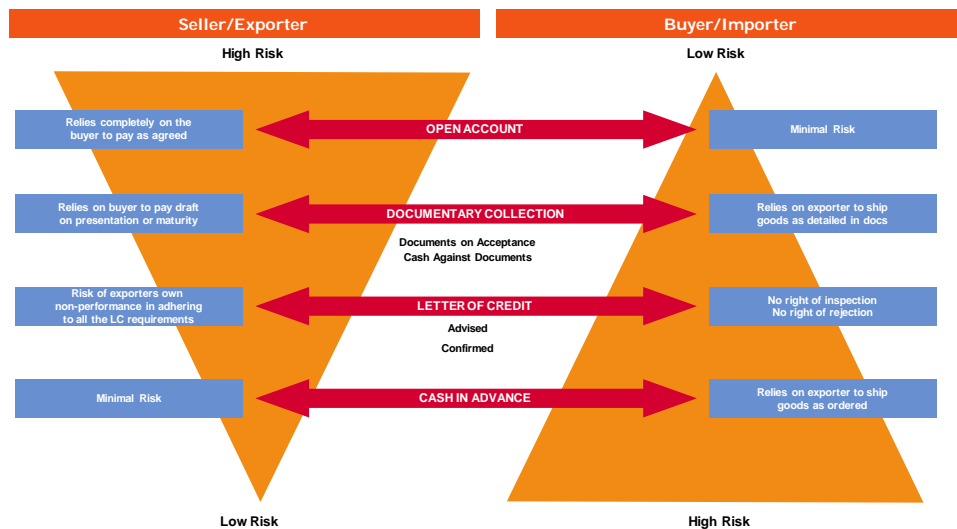 Seller/Exporter
Buyer/Importer
High Risk
Low Risk
Relies completely on the
buyer to pay as agreed
OPEN ACCOUNT
Minimal Risk
Relies on buyer to pay draft
on presentation or maturity
DOCUMENTARY COLLECTION
Relies on exporter to ship
goods as detailed in docs
Documents on Acceptance
Cash Against Documents
Risk of exporters own
non-performance in adhering
to all the LC requirements
LETTER OF CREDIT
No right of inspection
No right of rejection
Advised
Confirmed
Minimal Risk
CASH IN ADVANCE
Relies on exporter to ship
goods as ordered
Low Risk
High Risk